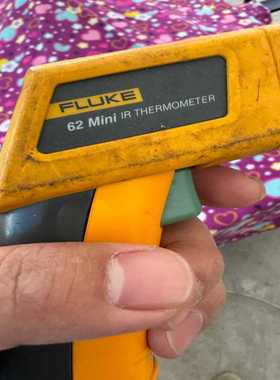 FLUKE
62 Mini IR THERMOMETER